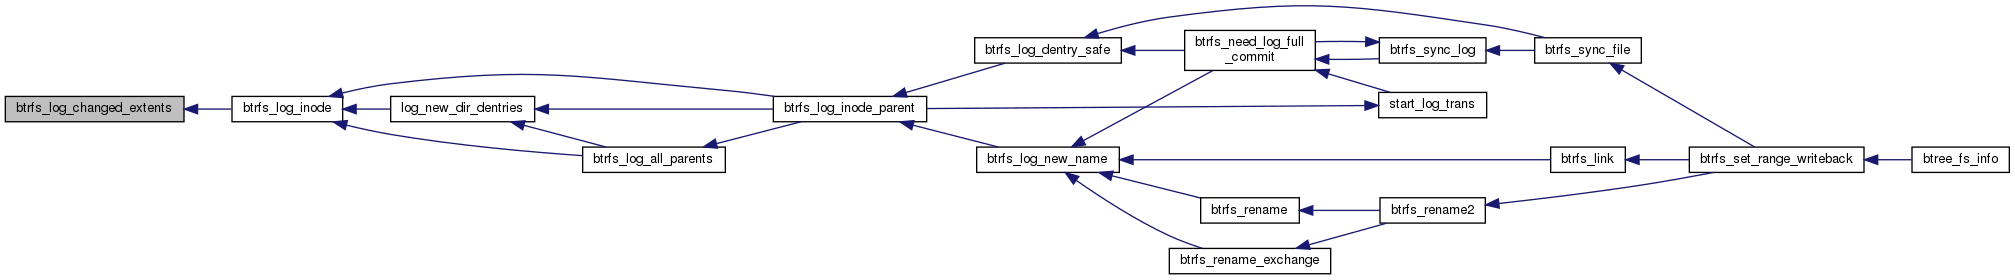 btrfs_log_changed_extents
btrfs_log_inode
log_new_dir_dentries
btrfs_log_all_parents
btrfs_log_inode_parent
btrfs_log_dentry_safe
btrfs_log_new_name
btrfs_need_log_full
_commit
btrfs_sync_log
start_log_trans
btrfs_sync_file
btrfs_link
btrfs_rename
btrfs_rename2
btrfs_rename_exchange
btrfs_set_range_writeback
btree_fs_info